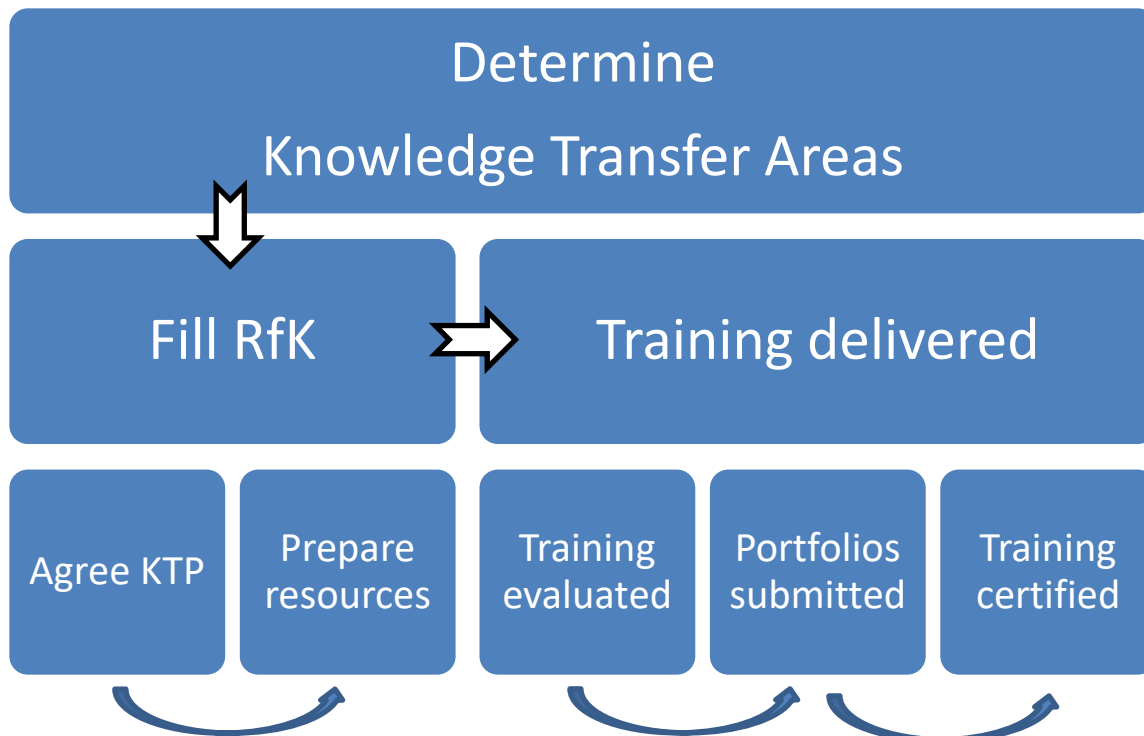 Determine
Knowledge Transfer Areas
Fill RfK
Training delivered
Agree KTP
Prepare
resources
Training
evaluated
Portfolios
submitted
Training
certified